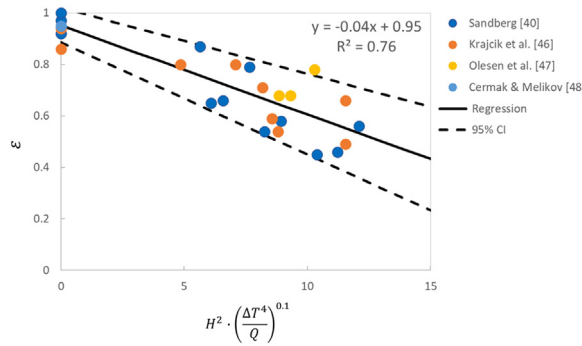 y = -0.04x + 0.95
R² = 0.76
1
0.8
0.6
0.4
0.2
0
ε
0
5
10
15
H² · (ΔT⁴/Q)^0.1
Sandberg [40]
Krajcik et al. [46]
Olesen et al. [47]
Cermak & Melikov [48
Regression
95% CI